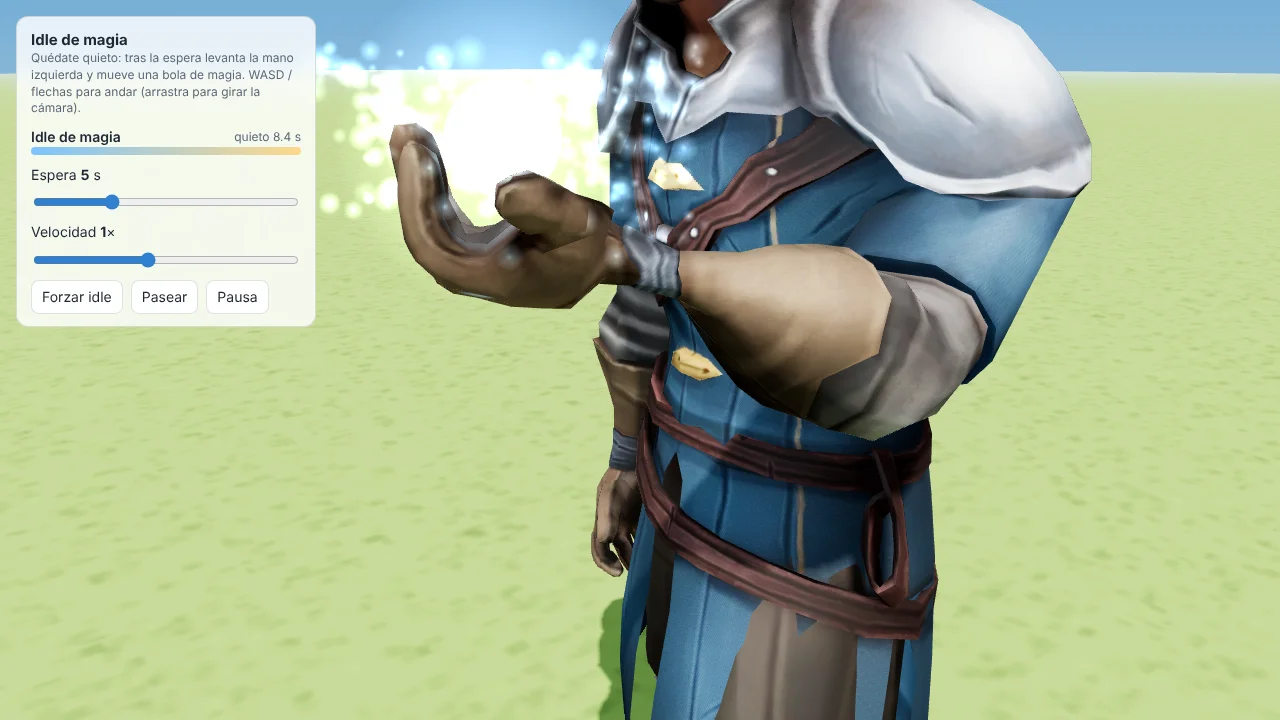 Idle de magia
Quédate quieto: tras la espera levanta la mano
izquierda y mueve una bola de magia. WASD /
flechas para andar (arrastra para girar la
cámara).
Idle de magia quieto 8.4 s
Espera 5 s
Velocidad 1×
Forzar idle Pasear Pausa